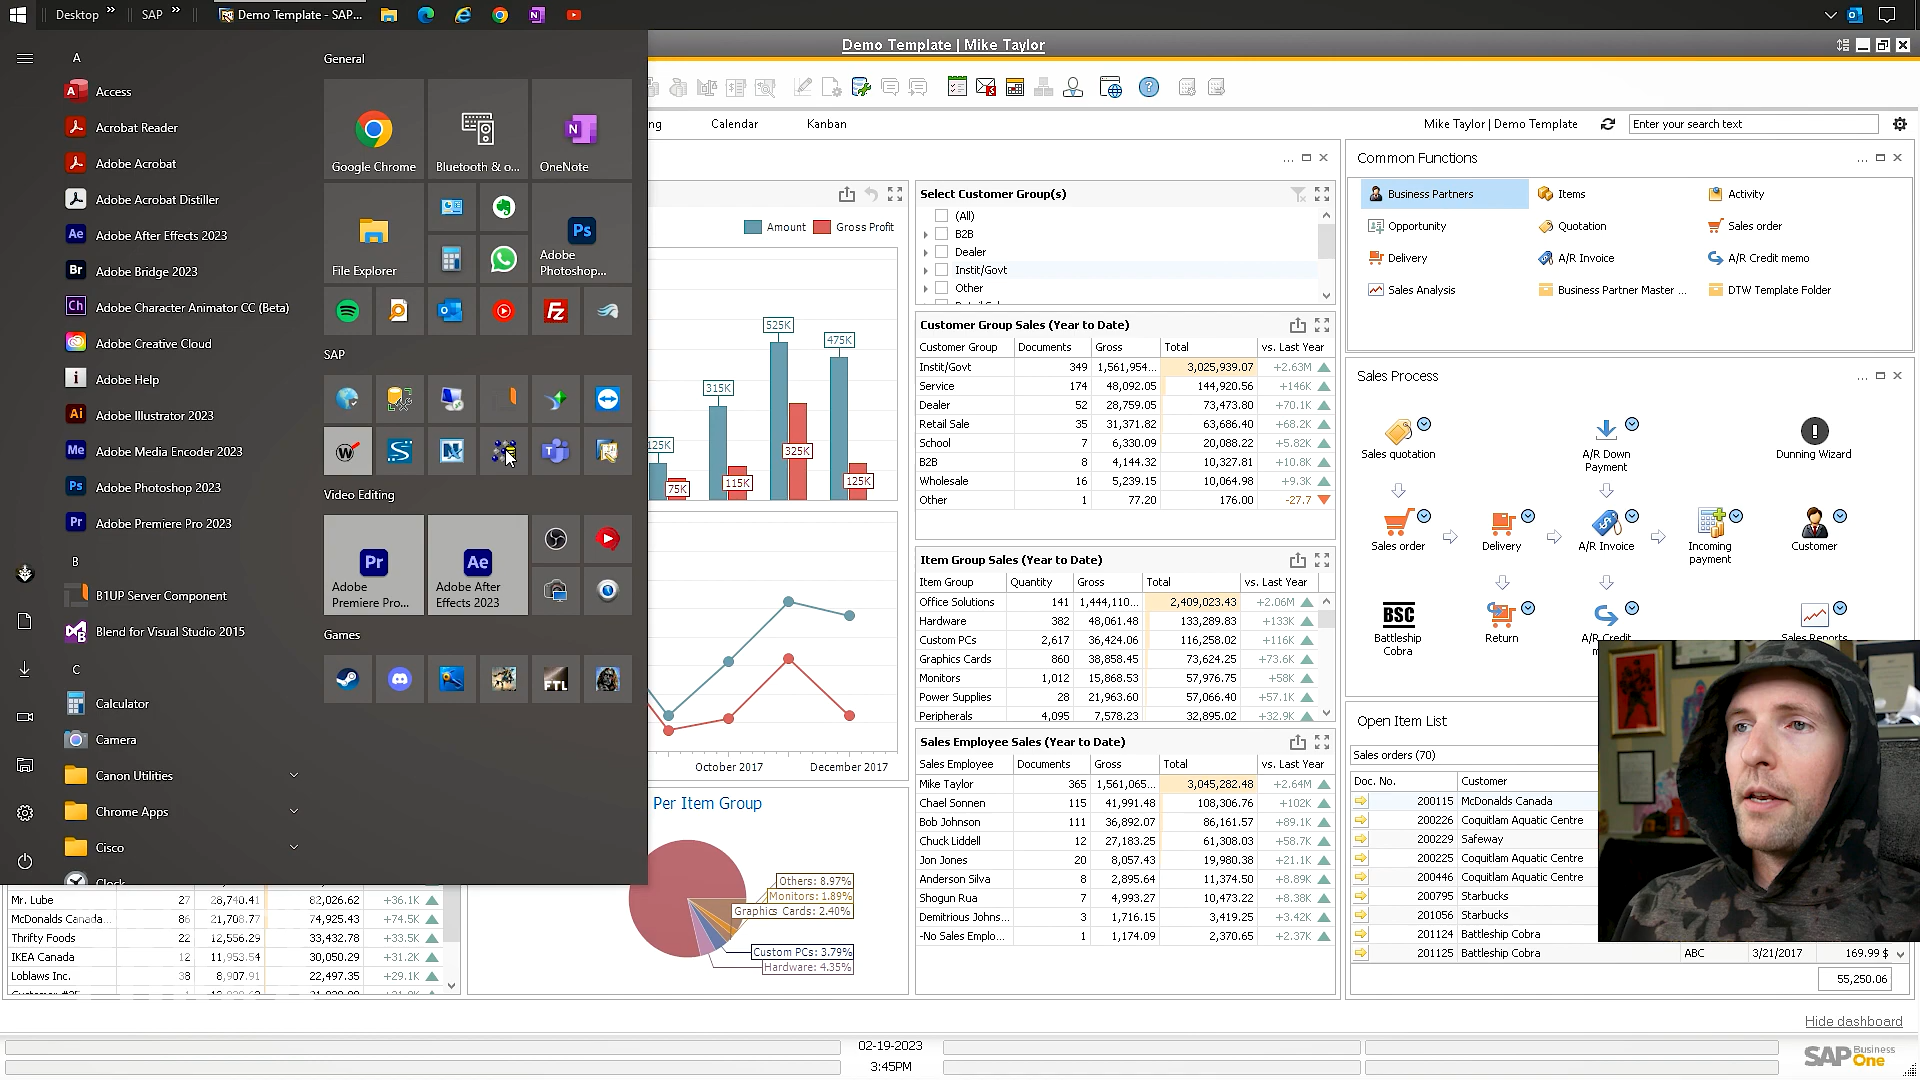 Desktop
SAP
Demo Template - SAP...
Demo Template | Mike Taylor
A
Access
Acrobat Reader
Adobe Acrobat
Adobe Acrobat Distiller
Adobe After Effects 2023
Adobe Bridge 2023
Adobe Character Animator CC (Beta)
Adobe Creative Cloud
Adobe Help
Adobe Illustrator 2023
Adobe Media Encoder 2023
Adobe Photoshop 2023
Adobe Premiere Pro 2023
B
B1UP Server Component
Blend for Visual Studio 2015
C
Calculator
Camera
Canon Utilities
Chrome Apps
Cisco
Clock
General
Google Chrome
Bluetooth & o...
OneNote
File Explorer
Adobe
Photoshop...
SAP
Video Editing
Adobe
Premiere Pro...
Adobe After
Effects 2023
Games
FTL
ng
Calendar
Kanban
Mike Taylor | Demo Template
Enter your search text
Amount
Gross Profit
125K
75K
315K
115K
525K
325K
475K
125K
October 2017
December 2017
Per Item Group
Others: 8.97%
Monitors: 1.89%
Graphics Cards: 2.40%
Custom PCs: 3.79%
Hardware: 4.35%
Select Customer Group(s)
(All)
B2B
Dealer
Instit/Govt
Other
Customer Group Sales (Year to Date)
Customer Group Documents Gross Total vs. Last Year
Instit/Govt 349 1,561,954... 3,025,939.07 +2.63M
Service 174 48,092.05 144,920.56 +146K
Dealer 52 28,759.05 73,473.80 +70.1K
Retail Sale 35 31,371.82 63,686.40 +68.2K
School 7 6,330.09 20,088.22 +5.82K
B2B 8 4,144.32 10,327.81 +10.8K
Wholesale 16 5,239.15 10,064.98 +9.3K
Other 1 77.20 176.00 -27.7
Item Group Sales (Year to Date)
Item Group Quantity Gross Total vs. Last Year
Office Solutions 141 1,444,110... 2,409,023.43 +2.06M
Hardware 382 48,061.48 133,289.83 +133K
Custom PCs 2,617 36,424.06 116,258.02 +116K
Graphics Cards 860 38,858.45 73,624.25 +73.6K
Monitors 1,012 15,868.53 57,976.75 +58K
Power Supplies 28 21,963.60 57,066.40 +57.1K
Peripherals 4,095 7,578.23 32,895.02 +32.9K
Sales Employee Sales (Year to Date)
Sales Employee Documents Gross Total vs. Last Year
Mike Taylor 365 1,561,065... 3,045,282.48 +2.64M
Chael Sonnen 115 41,991.48 108,306.76 +102K
Bob Johnson 111 36,892.07 86,161.57 +89.1K
Chuck Liddell 12 27,183.25 61,308.03 +58.7K
Jon Jones 20 8,057.43 19,980.38 +21.1K
Anderson Silva 8 2,895.64 11,374.50 +8.89K
Shogun Rua 7 4,993.27 10,473.22 +8.38K
Demitrious Johns... 3 1,716.15 3,419.25 +3.42K
-No Sales Emplo... 1 1,174.09 2,370.65 +2.37K
Common Functions
Business Partners
Items
Activity
Opportunity
Quotation
Sales order
Delivery
A/R Invoice
A/R Credit memo
Sales Analysis
Business Partner Master ...
DTW Template Folder
Sales Process
Sales quotation
A/R Down
Payment
Dunning Wizard
Sales order
Delivery
A/R Invoice
Incoming
payment
Customer
BSC
Battleship
Cobra
Return
A/R Credit
Sales Reports
Open Item List
Sales orders (70)
Doc. No. Customer
200115 McDonalds Canada
200226 Coquitlam Aquatic Centre
200229 Safeway
200225 Coquitlam Aquatic Centre
200446 Coquitlam Aquatic Centre
200795 Starbucks
201056 Starbucks
201124 Battleship Cobra
201125 Battleship Cobra ABC 3/21/2017 169.99 $
55,250.06
Mr. Lube 27 28,740.41 82,026.62 +36.1K
McDonalds Canada... 86 21,708.77 74,925.43 +74.5K
Thrifty Foods 22 12,556.29 33,432.78 +33.5K
IKEA Canada 12 11,953.54 30,050.29 +31.2K
Loblaws Inc. 38 8,907.91 22,497.35 +29.1K
Hide dashboard
02-19-2023
3:45PM
SAP Business One